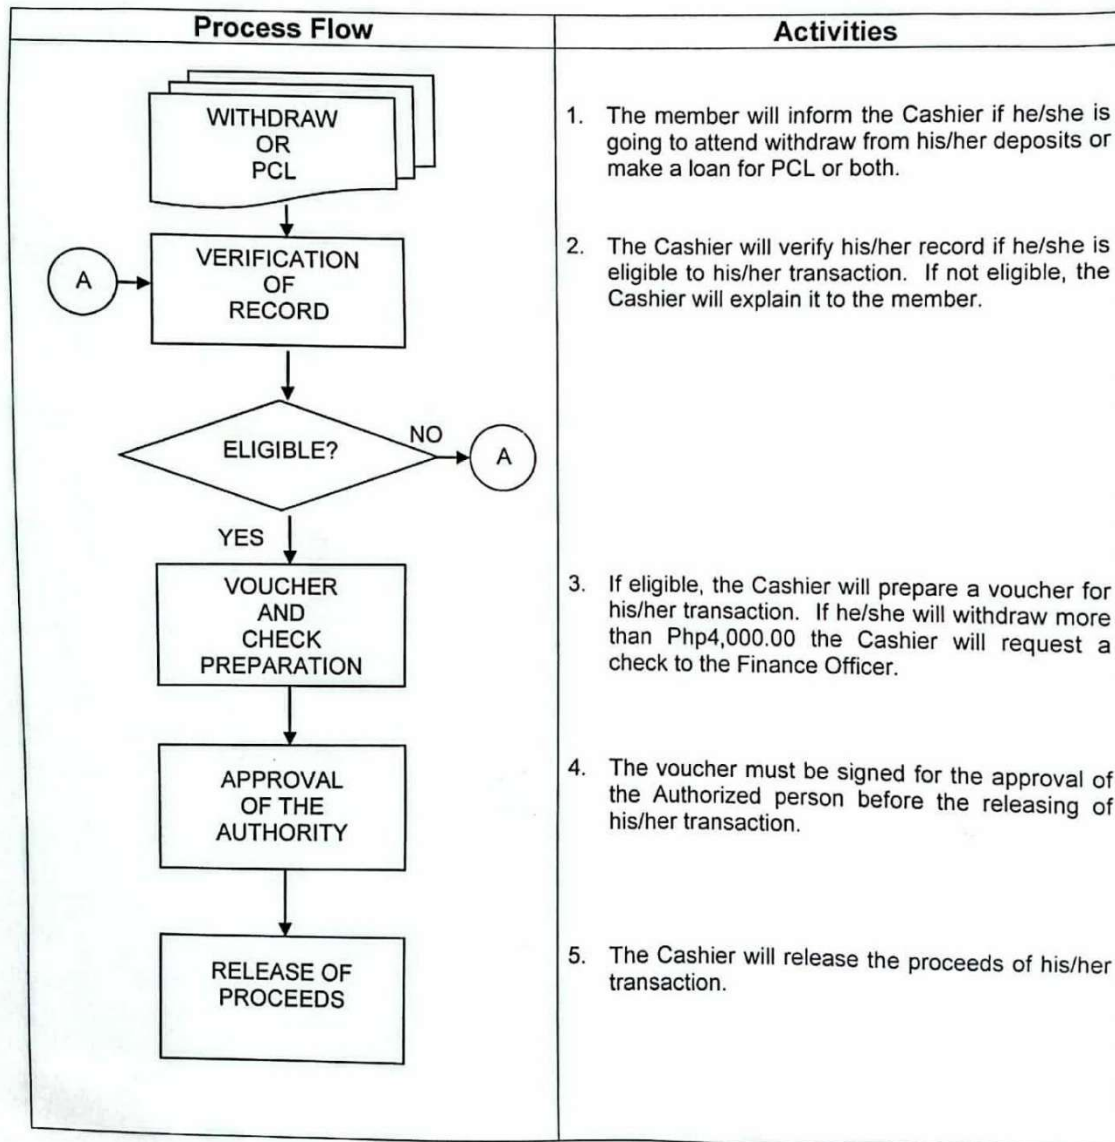 Process Flow
Activities
WITHDRAW
OR
PCL
1. The member will inform the Cashier if he/she is
going to attend withdraw from his/her deposits or
make a loan for PCL or both.
A
VERIFICATION
OF
RECORD
2. The Cashier will verify his/her record if he/she is
eligible to his/her transaction. If not eligible, the
Cashier will explain it to the member.
ELIGIBLE?
NO
A
YES
VOUCHER
AND
CHECK
PREPARATION
3. If eligible, the Cashier will prepare a voucher for
his/her transaction. If he/she will withdraw more
than Php4,000.00 the Cashier will request a
check to the Finance Officer.
APPROVAL
OF THE
AUTHORITY
4. The voucher must be signed for the approval of
the Authorized person before the releasing of
his/her transaction.
RELEASE OF
PROCEEDS
5. The Cashier will release the proceeds of his/her
transaction.